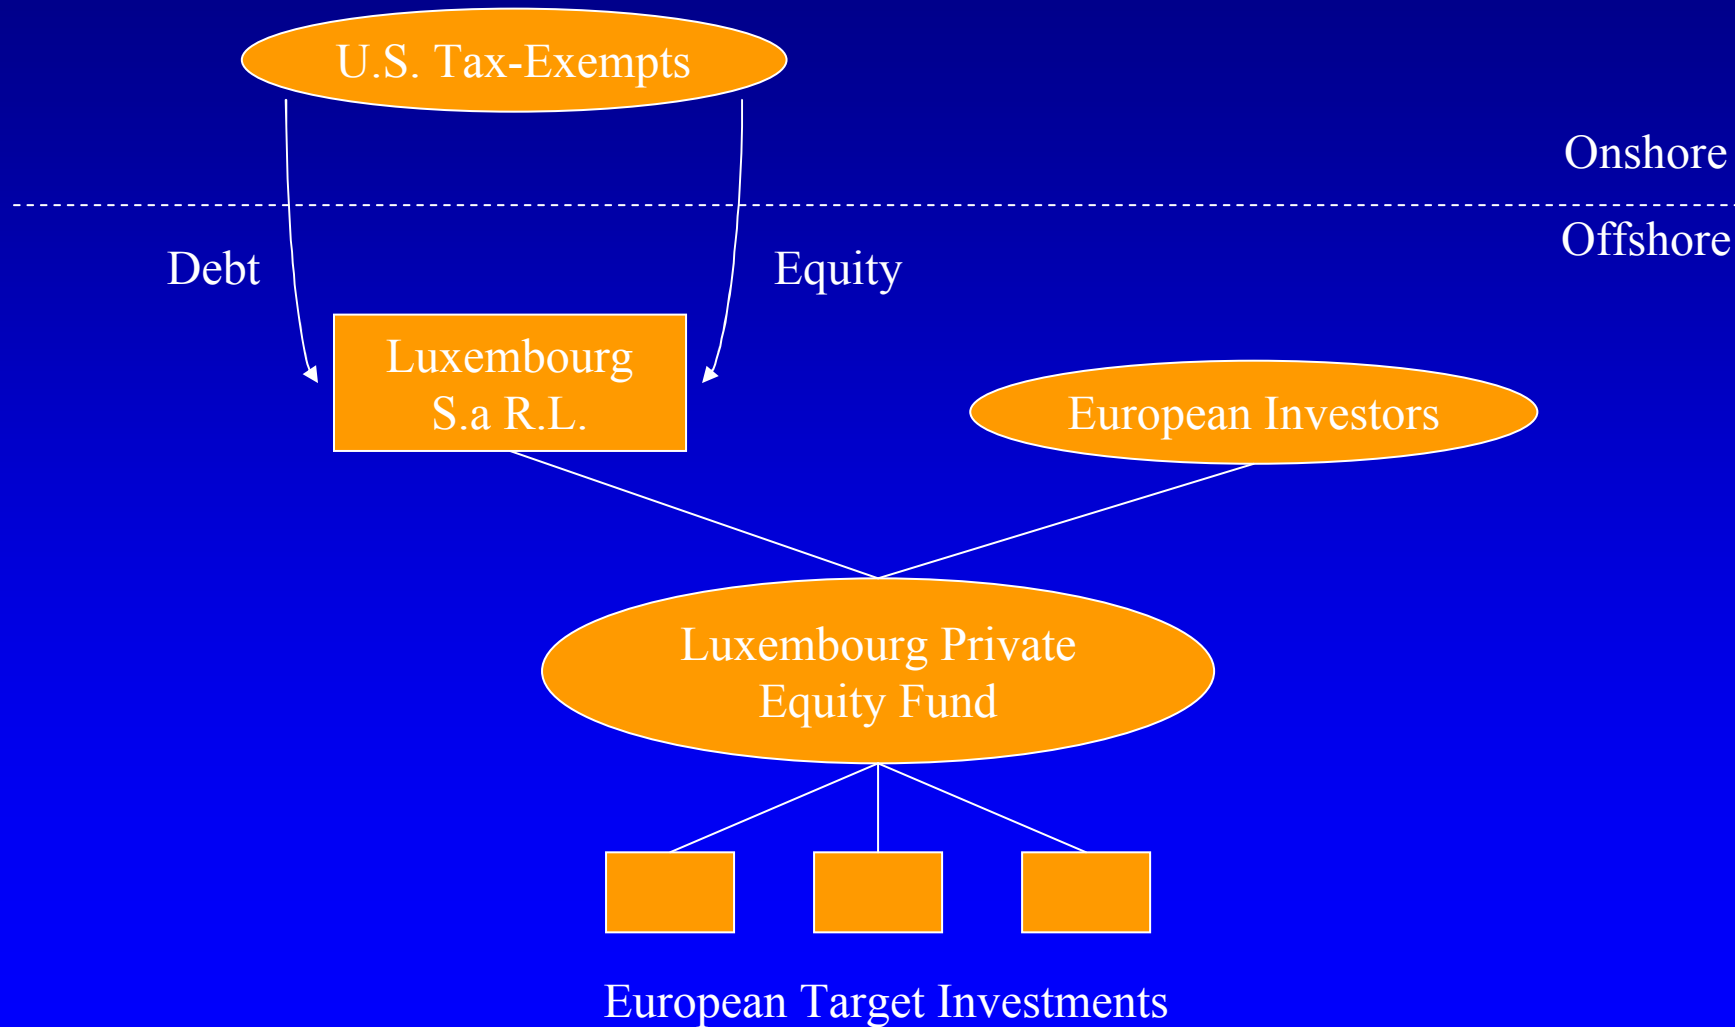 U.S. Tax-Exempts
Onshore
Offshore
Debt
Equity
Luxembourg
S.a R.L.
European Investors
Luxembourg Private
Equity Fund
European Target Investments